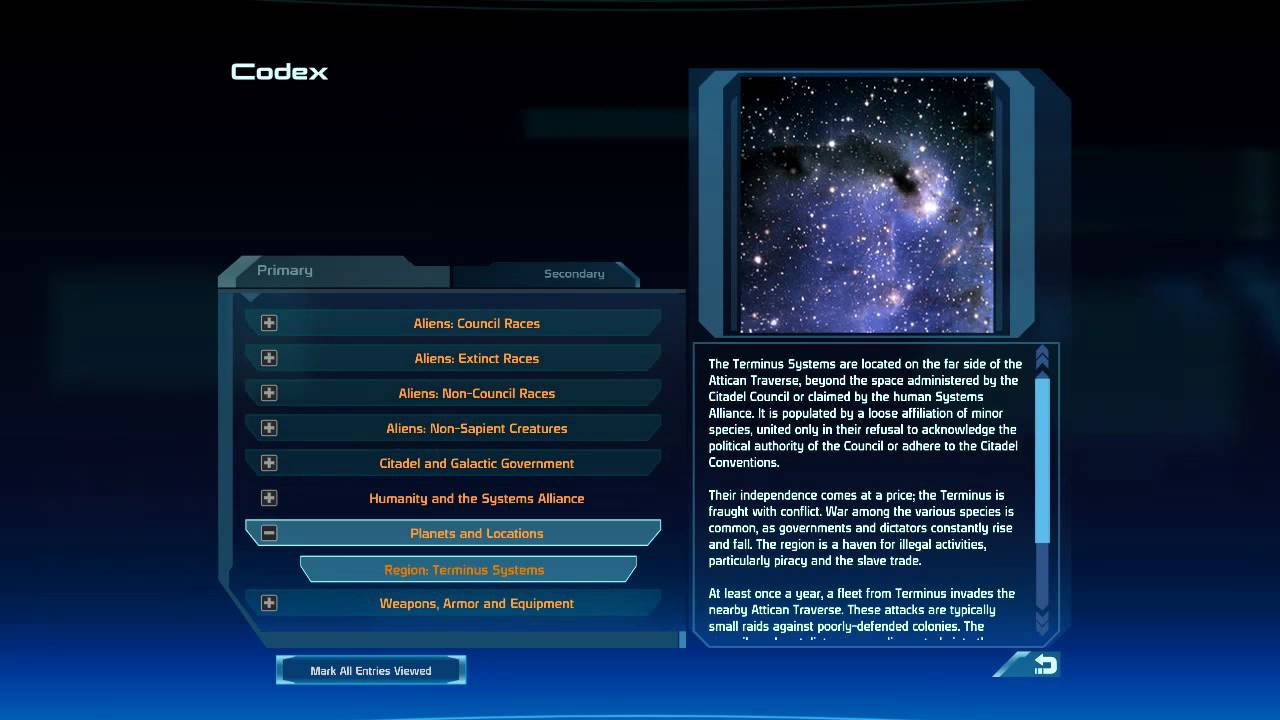 Codex
Primary
Secondary
Aliens: Council Races
Aliens: Extinct Races
Aliens: Non-Council Races
Aliens: Non-Sapient Creatures
Citadel and Galactic Government
Humanity and the Systems Alliance
Planets and Locations
Region: Terminus Systems
Weapons, Armor and Equipment
Mark All Entries Viewed
The Terminus Systems are located on the far side of the
Attican Traverse, beyond the space administered by the
Citadel Council or claimed by the human Systems
Alliance. It is populated by a loose affiliation of minor
species, united only in their refusal to acknowledge the
political authority of the Council or adhere to the Citadel
Conventions.
Their independence comes at a price; the Terminus is
fraught with conflict. War among the various species is
common, as governments and dictators constantly rise
and fall. The region is a haven for illegal activities,
particularly piracy and the slave trade.
At least once a year, a fleet from Terminus invades the
nearby Attican Traverse. These attacks are typically
small raids against poorly-defended colonies. The